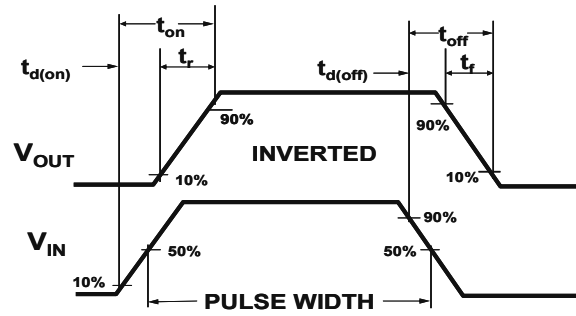 t_on
t_off
t_d(on)
t_r
t_d(off)
t_f
90%
90%
V_OUT
INVERTED
10%
10%
90%
V_IN
50%
50%
10%
PULSE WIDTH